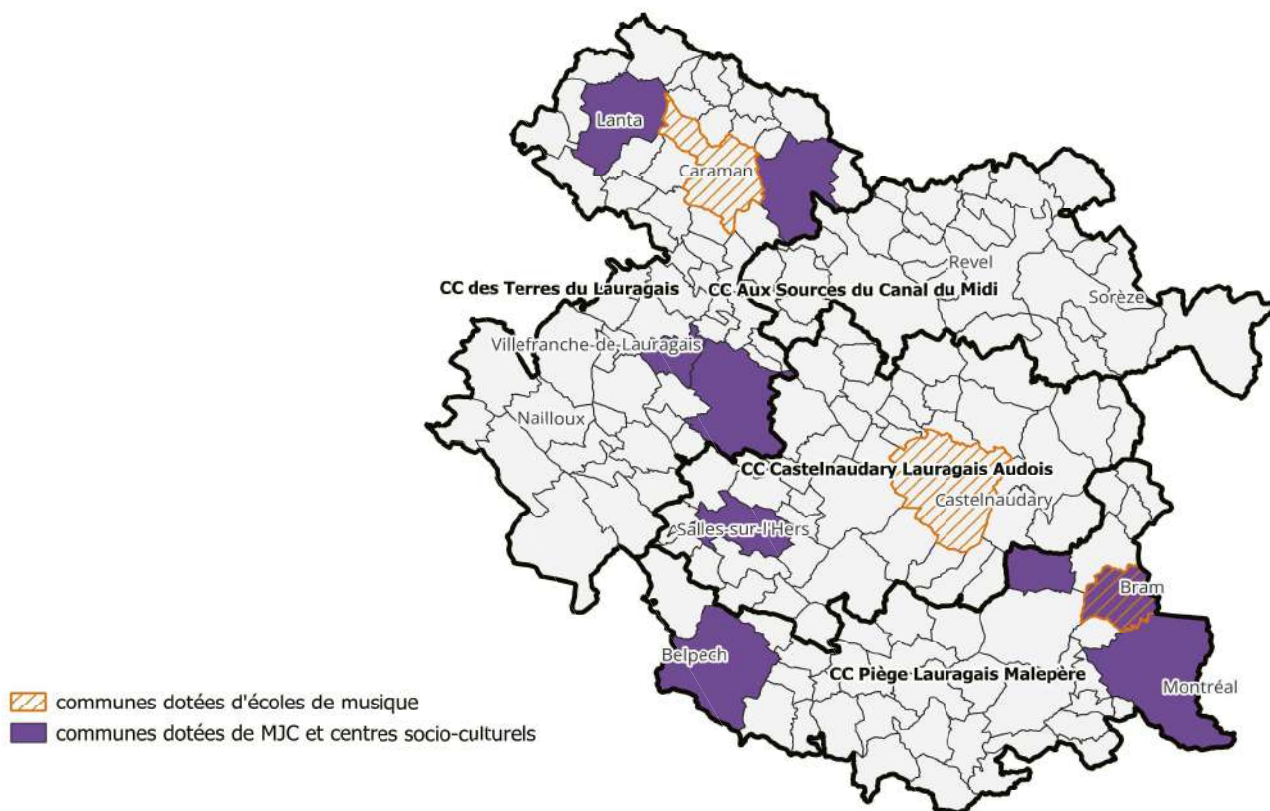 Lanta
Caraman
Revel
CC des Terres du Lauragais
CC Aux Sources du Canal du Midi
Sorèze
Villefranche-de-Lauragais
Nailloux
CC Castelnaudary Lauragais Audois
Castelnaudary
Salles-sur-l'Hers
Bram
Belpech
CC Piège Lauragais Malepère
Montréal
communes dotées d'écoles de musique
communes dotées de MJC et centres socio-culturels